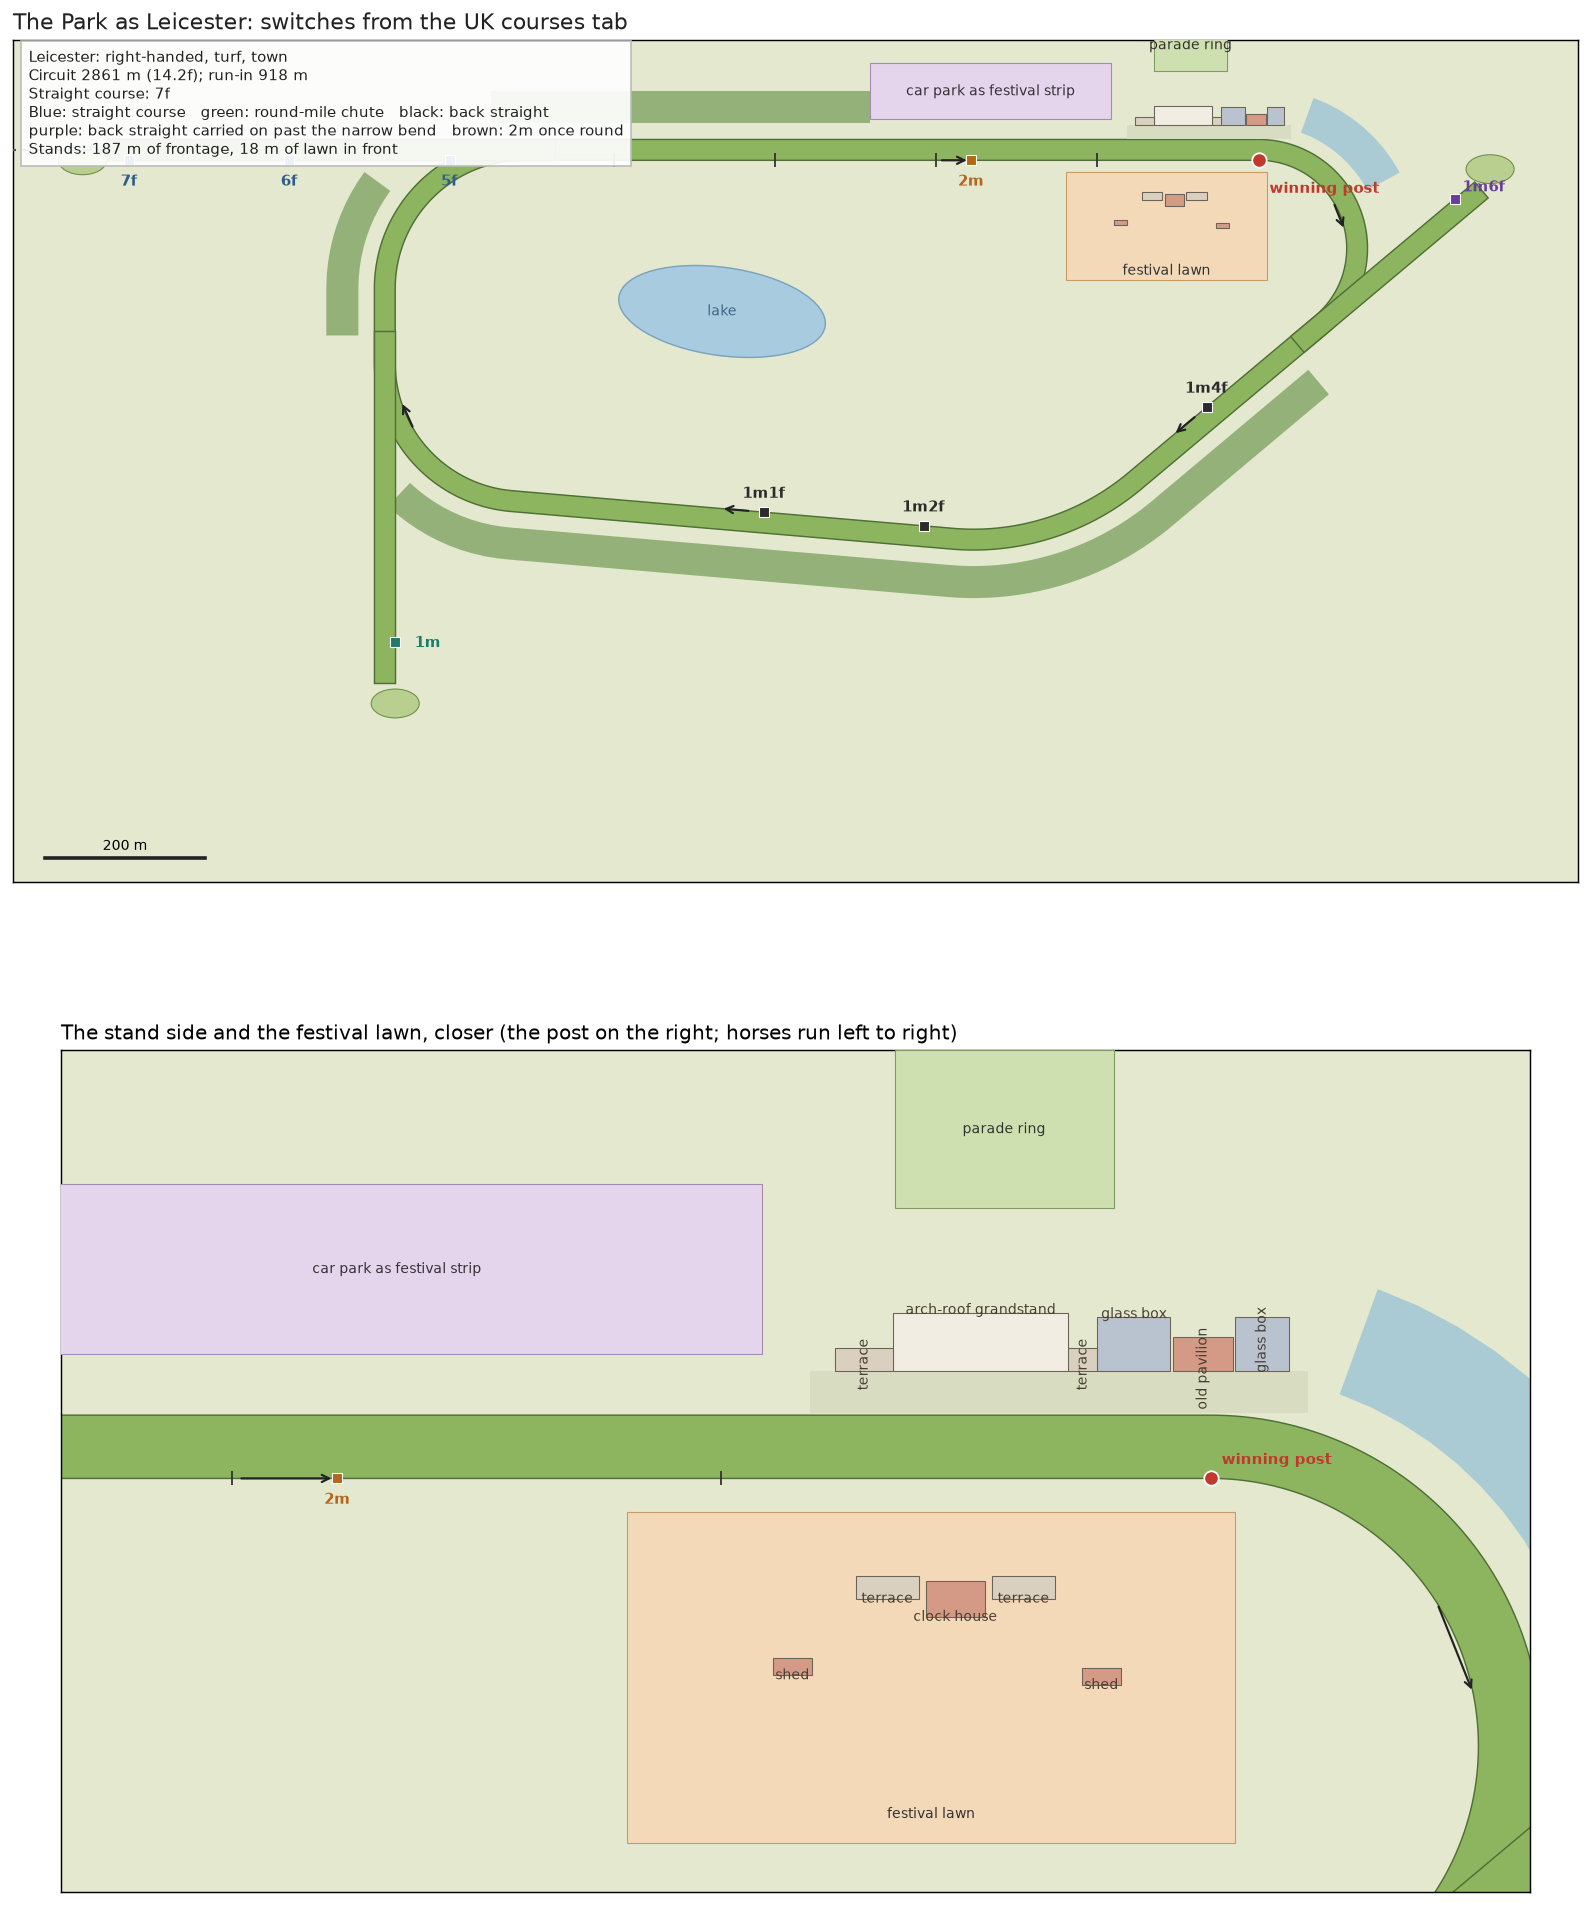 The Park as Leicester: switches from the UK courses tab
Leicester: right-handed, turf, town
Circuit 2861 m (14.2f); run-in 918 m
Straight course: 7f
Blue: straight course   green: round-mile chute   black: back straight
purple: back straight carried on past the narrow bend   brown: 2m once round
Stands: 187 m of frontage, 18 m of lawn in front
parade ring
car park as festival strip
7f
6f
5f
2m
winning post
1m6f
festival lawn
lake
1m4f
1m1f
1m2f
1m
200 m
The stand side and the festival lawn, closer (the post on the right; horses run left to right)
parade ring
car park as festival strip
arch-roof grandstand
glass box
terrace
terrace
old pavilion
glass box
winning post
2m
terrace
terrace
clock house
shed
shed
festival lawn